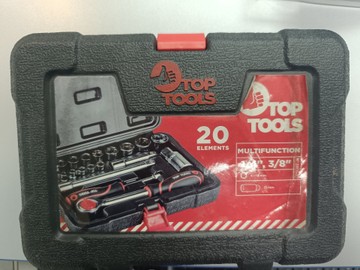 TOP
TOOLS
TOP
TOOLS
20
ELEMENTS
MULTIFUNCTION
3/8"